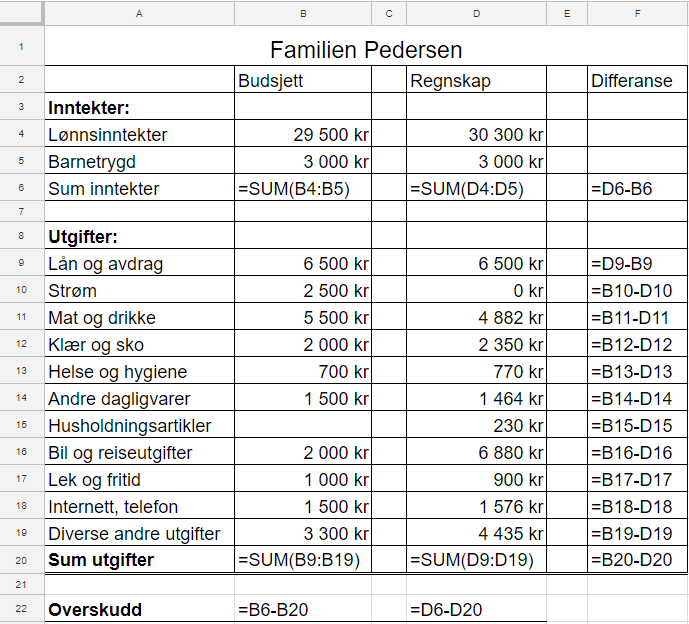 A B C D E F
1 Familien Pedersen
2 Budsjett Regnskap Differanse
3 Inntekter:
4 Lønnsinntekter 29 500 kr 30 300 kr
5 Barnetrygd 3 000 kr 3 000 kr
6 Sum inntekter =SUM(B4:B5) =SUM(D4:D5) =D6-B6
7
8 Utgifter:
9 Lån og avdrag 6 500 kr 6 500 kr =D9-B9
10 Strøm 2 500 kr 0 kr =B10-D10
11 Mat og drikke 5 500 kr 4 882 kr =B11-D11
12 Klær og sko 2 000 kr 2 350 kr =B12-D12
13 Helse og hygiene 700 kr 770 kr =B13-D13
14 Andre dagligvarer 1 500 kr 1 464 kr =B14-D14
15 Husholdningsartikler 230 kr =B15-D15
16 Bil og reiseutgifter 2 000 kr 6 880 kr =B16-D16
17 Lek og fritid 1 000 kr 900 kr =B17-D17
18 Internett, telefon 1 500 kr 1 576 kr =B18-D18
19 Diverse andre utgifter 3 300 kr 4 435 kr =B19-D19
20 Sum utgifter =SUM(B9:B19) =SUM(D9:D19) =B20-D20
21
22 Overskudd =B6-B20 =D6-D20